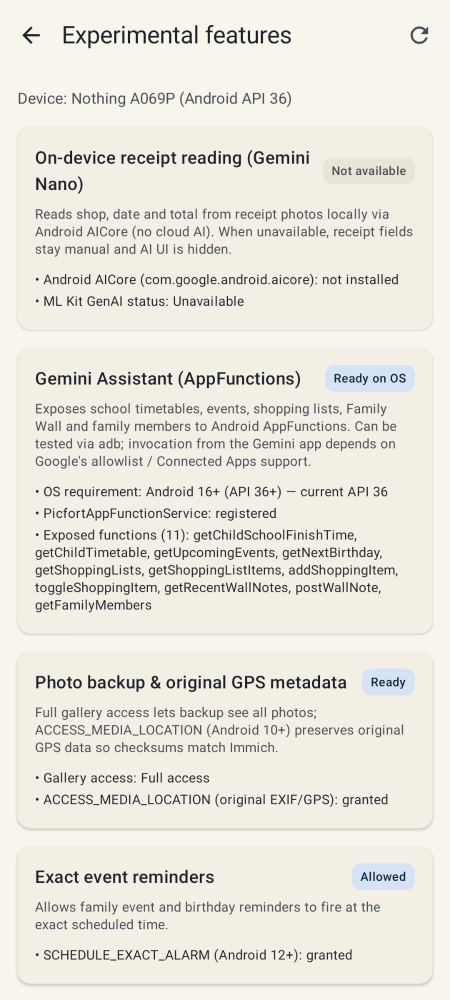 Experimental features
Device: Nothing A069P (Android API 36)
On-device receipt reading (Gemini
Nano)
Not available
Reads shop, date and total from receipt photos locally via
Android AICore (no cloud AI). When unavailable, receipt fields
stay manual and AI UI is hidden.
• Android AICore (com.google.android.aicore): not installed
• ML Kit GenAI status: Unavailable
Gemini Assistant (AppFunctions)
Ready on OS
Exposes school timetables, events, shopping lists, Family
Wall and family members to Android AppFunctions. Can be
tested via adb; invocation from the Gemini app depends on
Google's allowlist / Connected Apps support.
• OS requirement: Android 16+ (API 36+) — current API 36
• PicfortAppFunctionService: registered
• Exposed functions (11): getChildSchoolFinishTime,
getChildTimetable, getUpcomingEvents, getNextBirthday,
getShoppingLists, getShoppingListItems, addShoppingItem,
toggleShoppingItem, getRecentWallNotes, postWallNote,
getFamilyMembers
Photo backup & original GPS metadata
Ready
Full gallery access lets backup see all photos;
ACCESS_MEDIA_LOCATION (Android 10+) preserves original
GPS data so checksums match Immich.
• Gallery access: Full access
• ACCESS_MEDIA_LOCATION (original EXIF/GPS): granted
Exact event reminders
Allowed
Allows family event and birthday reminders to fire at the
exact scheduled time.
• SCHEDULE_EXACT_ALARM (Android 12+): granted